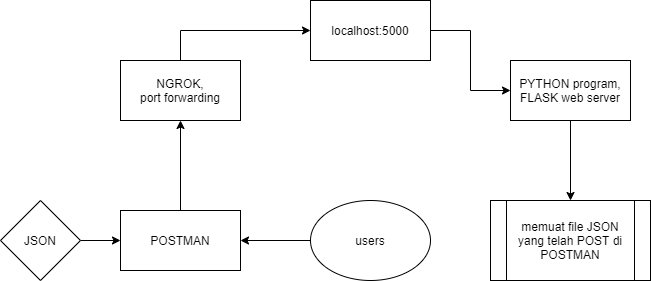 localhost:5000
NGROK,
port forwarding
PYTHON program,
FLASK web server
JSON
POSTMAN
users
memuat file JSON
yang telah POST di
POSTMAN